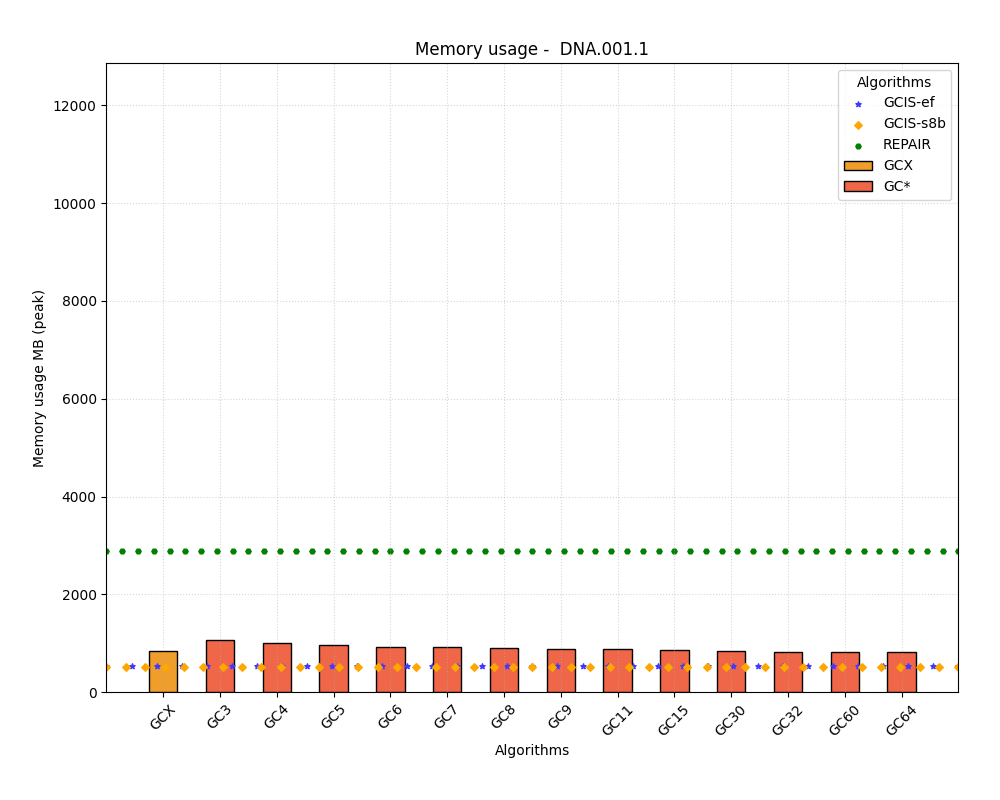 Memory usage -  DNA.001.1
Algorithms
GCIS-ef
GCIS-s8b
REPAIR
GCX
GC*
12000
10000
8000
6000
4000
2000
0
Memory usage MB (peak)
GCX
GC3
GC4
GC5
GC6
GC7
GC8
GC9
GC11
GC15
GC30
GC32
GC60
GC64
Algorithms